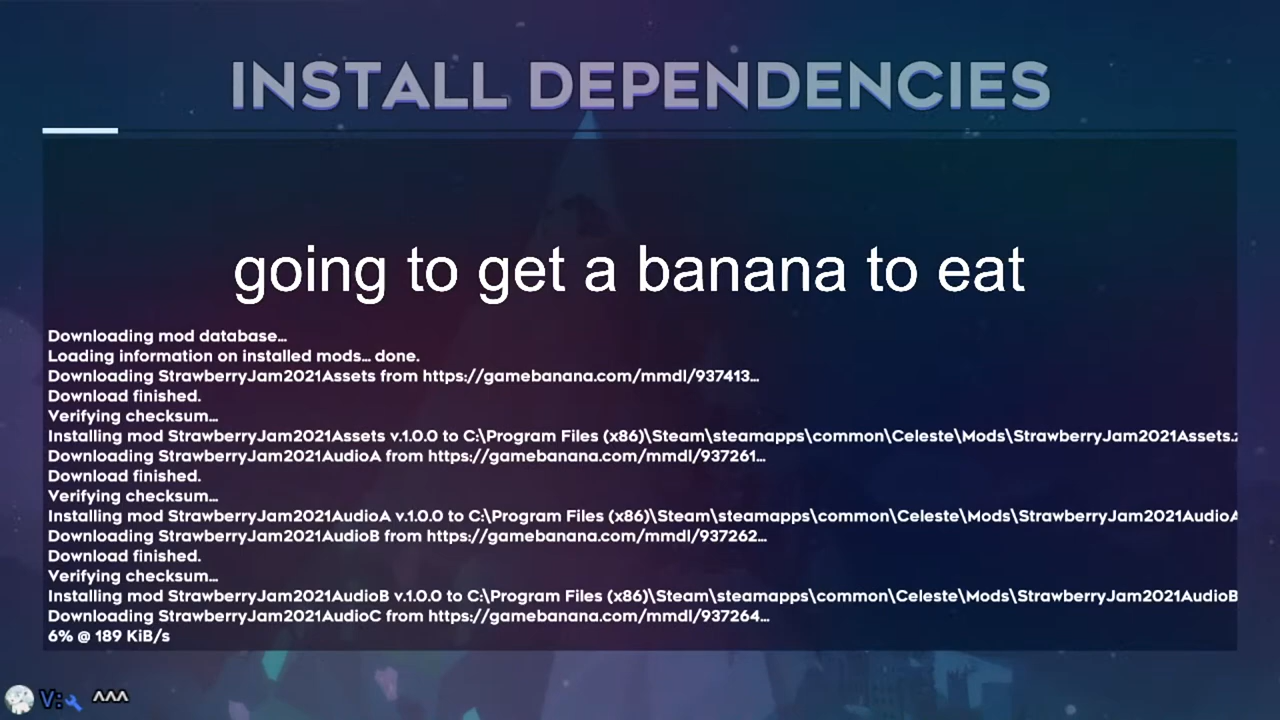 INSTALL DEPENDENCIES
going to get a banana to eat
Downloading mod database...
Loading information on installed mods... done.
Downloading StrawberryJam2021Assets from https://gamebanana.com/mmdl/937413...
Download finished.
Verifying checksum...
Installing mod StrawberryJam2021Assets v.1.0.0 to C:\Program Files (x86)\Steam\steamapps\common\Celeste\Mods\StrawberryJam2021Assets.z
Downloading StrawberryJam2021AudioA from https://gamebanana.com/mmdl/937261...
Download finished.
Verifying checksum...
Installing mod StrawberryJam2021AudioA v.1.0.0 to C:\Program Files (x86)\Steam\steamapps\common\Celeste\Mods\StrawberryJam2021AudioA
Downloading StrawberryJam2021AudioB from https://gamebanana.com/mmdl/937262...
Download finished.
Verifying checksum...
Installing mod StrawberryJam2021AudioB v.1.0.0 to C:\Program Files (x86)\Steam\steamapps\common\Celeste\Mods\StrawberryJam2021AudioB
Downloading StrawberryJam2021AudioC from https://gamebanana.com/mmdl/937264...
6% @ 189 KiB/s
V: ^^^